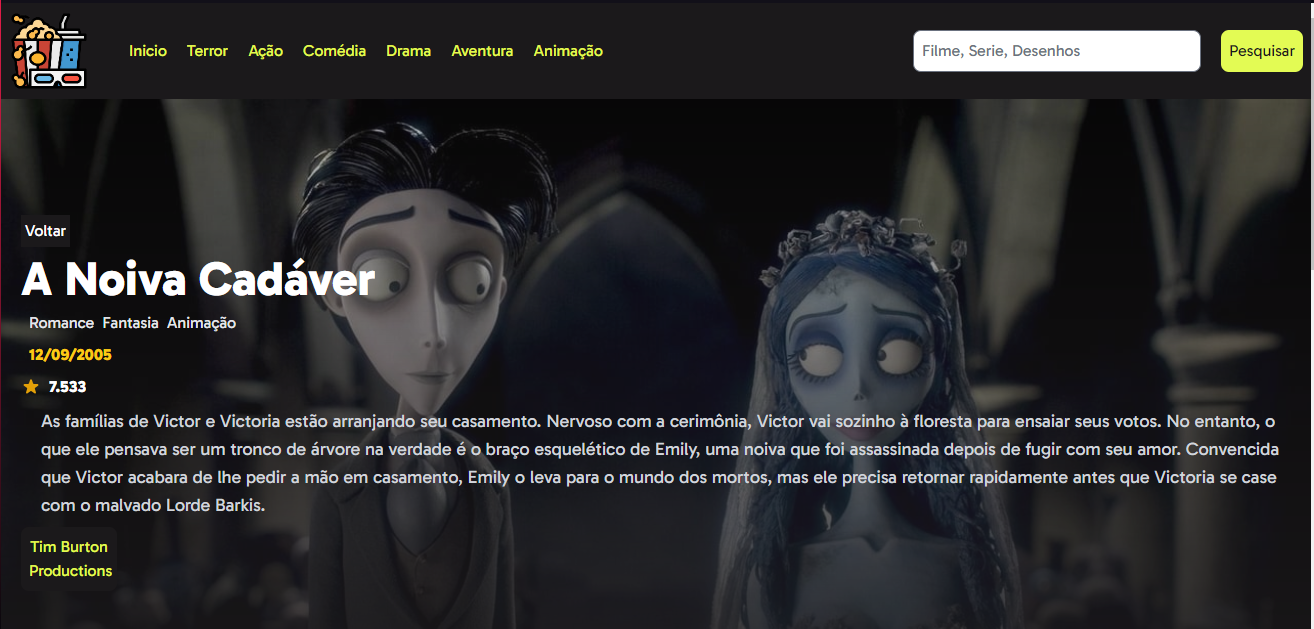 Inicio Terror Ação Comédia Drama Aventura Animação Filme, Serie, Desenhos Pesquisar
Voltar
A Noiva Cadáver
Romance Fantasia Animação
12/09/2005
7.533
As famílias de Victor e Victoria estão arranjando seu casamento. Nervoso com a cerimônia, Victor vai sozinho à floresta para ensaiar seus votos. No entanto, o
que ele pensava ser um tronco de árvore na verdade é o braço esquelético de Emily, uma noiva que foi assassinada depois de fugir com seu amor. Convencida
que Victor acabara de lhe pedir a mão em casamento, Emily o leva para o mundo dos mortos, mas ele precisa retornar rapidamente antes que Victoria se case
com o malvado Lorde Barkis.
Tim Burton
Productions